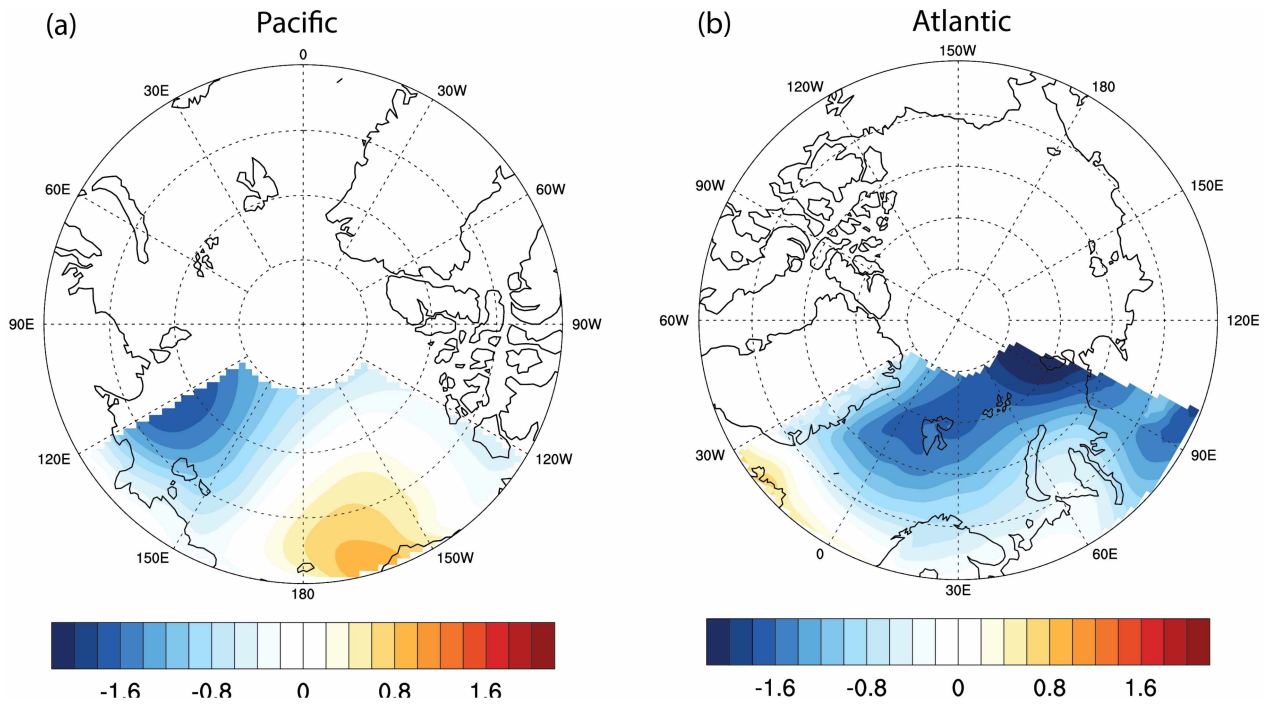 (a) Pacific
0
30E 30W
60E 60W
90E 90W
120E 120W
150E 150W
180
-1.6 -0.8 0 0.8 1.6
(b) Atlantic
150W
120W 180
90W 150E
60W 120E
30W 90E
0 60E
30E
-1.6 -0.8 0 0.8 1.6